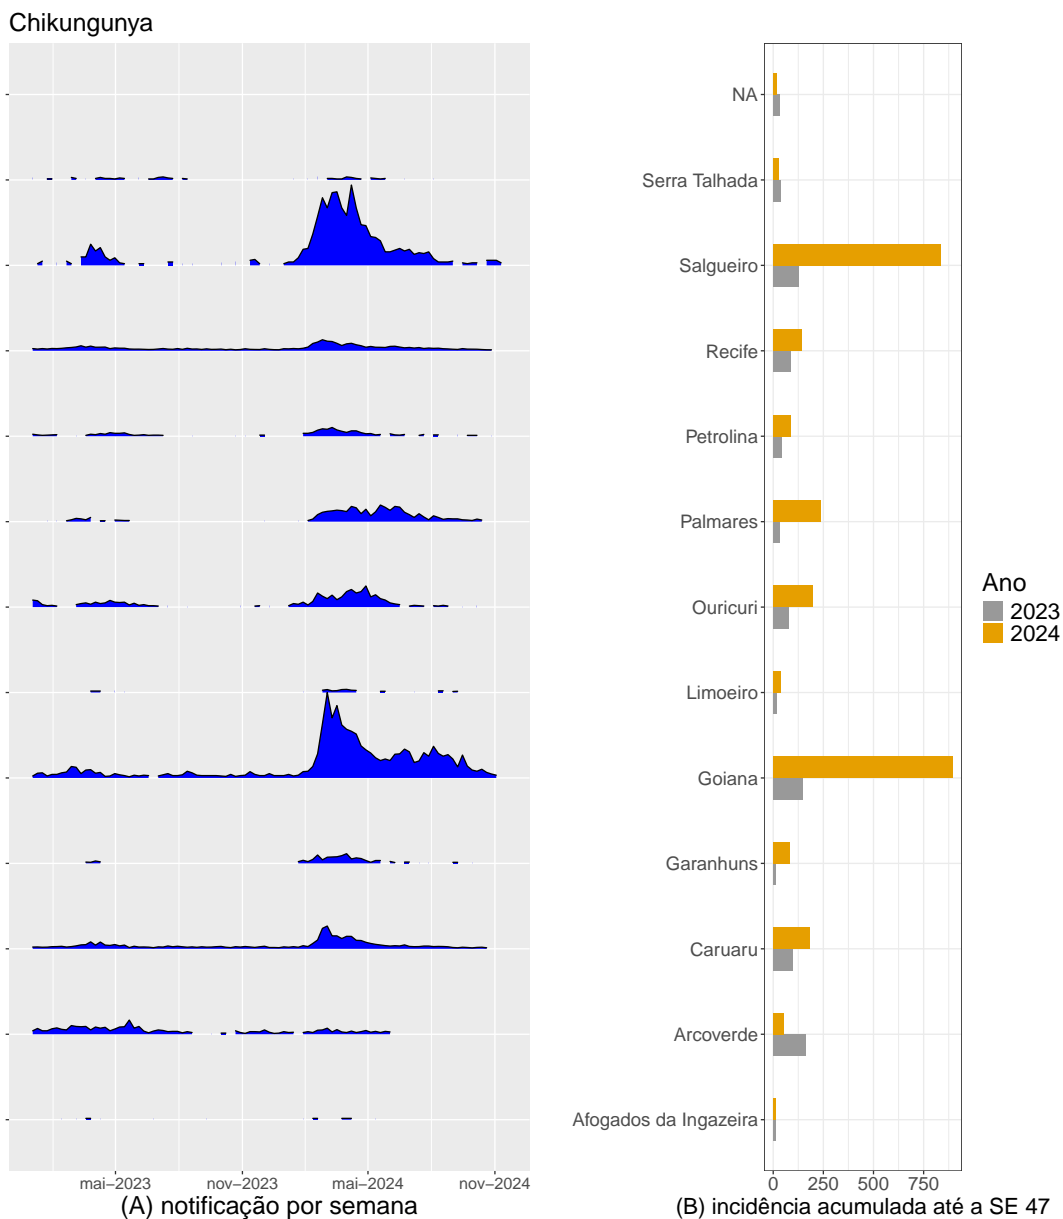 Chikungunya
NA
Serra Talhada
Salgueiro
Recife
Petrolina
Palmares
Ouricuri
Limoeiro
Goiana
Garanhuns
Caruaru
Arcoverde
Afogados da Ingazeira
Ano
2023
2024
mai–2023 nov–2023 mai–2024 nov–2024
0 250 500 750
(A) notificação por semana
(B) incidência acumulada até a SE 47